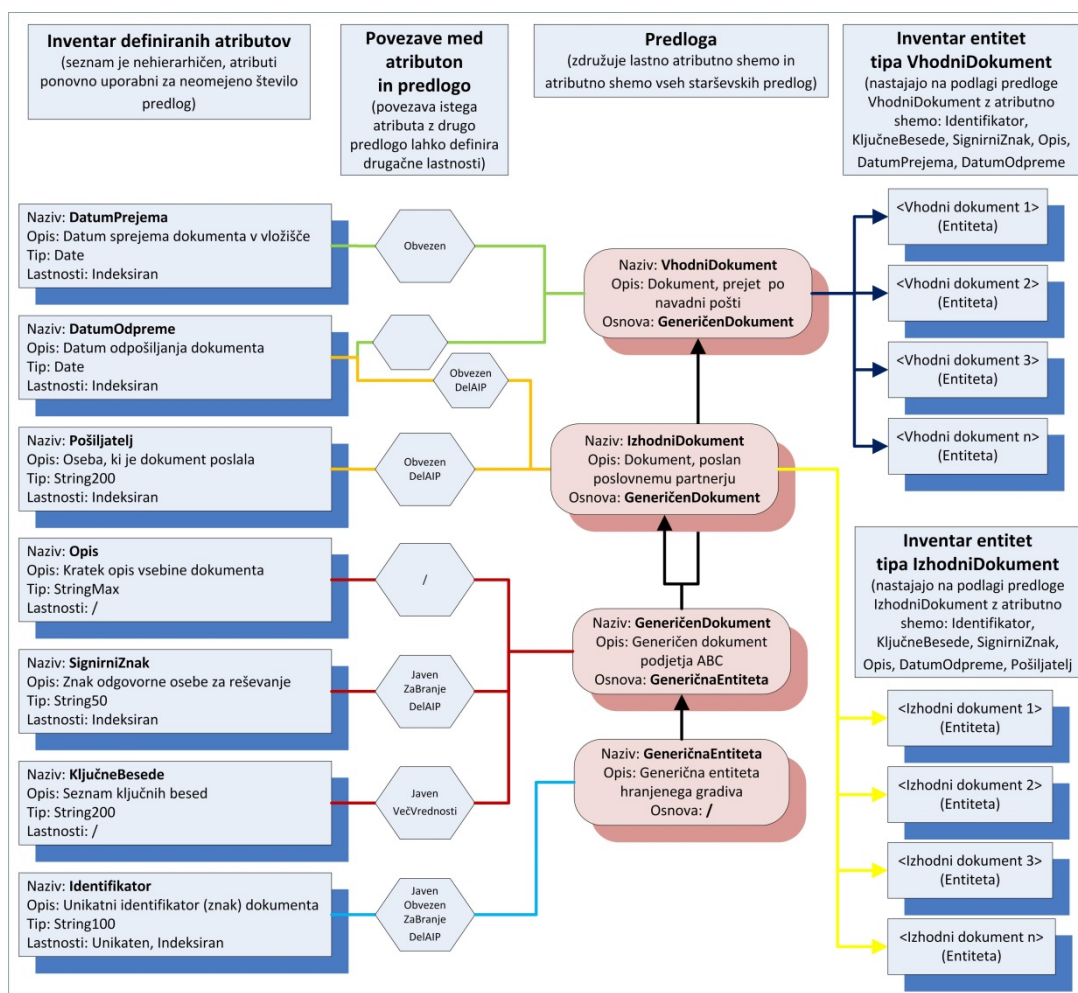 Inventar definiranih atributov
(seznam je nehierarhičen, atributi
ponovno uporabni za neomejeno število
predlog)
Povezave med
atributon
in predlogo
(povezava istega
atributa z drugo
predlogo lahko definira
drugačne lastnosti)
Predloga
(združuje lastno atributno shemo in
atributno shemo vseh starševskih predlog)
Inventar entitet
tipa VhodniDokument
(nastajajo na podlagi predloge
VhodniDokument z atributno
shemo: Identifikator,
KljučneBesede, SignirniZnak, Opis,
DatumPrejema, DatumOdpreme
Naziv: DatumPrejema
Opis: Datum sprejema dokumenta v vložišče
Tip: Date
Lastnosti: Indeksiran
Naziv: DatumOdpreme
Opis: Datum odpošiljanja dokumenta
Tip: Date
Lastnosti: Indeksiran
Naziv: Pošiljatelj
Opis: Oseba, ki je dokument poslala
Tip: String200
Lastnosti: Indeksiran
Naziv: Opis
Opis: Kratek opis vsebine dokumenta
Tip: StringMax
Lastnosti: /
Naziv: SignirniZnak
Opis: Znak odgovorne osebe za reševanje
Tip: String50
Lastnosti: Indeksiran
Naziv: KljučneBesede
Opis: Seznam ključnih besed
Tip: String200
Lastnosti: /
Naziv: Identifikator
Opis: Unikatni identifikator (znak) dokumenta
Tip: String100
Lastnosti: Unikaten, Indeksiran
Obvezen
Obvezen
DelAIP
Obvezen
DelAIP
/
Javen
ZaBranje
DelAIP
Javen
VečVrednosti
Javen
Obvezen
ZaBranje
DelAIP
Naziv: VhodniDokument
Opis: Dokument, prejet po
navadni pošti
Osnova: GeneričenDokument
Naziv: IzhodniDokument
Opis: Dokument, poslan
poslovnemu partnerju
Osnova: GeneričenDokument
Naziv: GeneričenDokument
Opis: Generičen dokument
podjetja ABC
Osnova: GeneričnaEntiteta
Naziv: GeneričnaEntiteta
Opis: Generična entiteta
hranjenega gradiva
Osnova: /
<Vhodni dokument 1>
(Entiteta)
<Vhodni dokument 2>
(Entiteta)
<Vhodni dokument 3>
(Entiteta)
<Vhodni dokument n>
(Entiteta)
Inventar entitet
tipa IzhodniDokument
(nastajajo na podlagi predloge
IzhodniDokument z atributno
shemo: Identifikator,
KljučneBesede, SignirniZnak,
Opis, DatumOdpreme, Pošiljatelj
<Izhodni dokument 1>
(Entiteta)
<Izhodni dokument 2>
(Entiteta)
<Izhodni dokument 3>
(Entiteta)
<Izhodni dokument n>
(Entiteta)